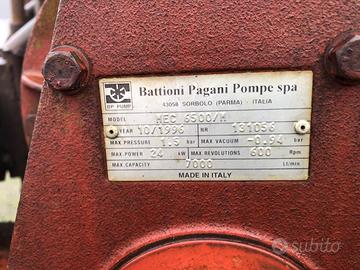 Battioni Pagani Pompe spa
BP PUMP
43058 SORBOLO (PARMA) - ITALIA
MODEL MEC 6500/M
YEAR 10/1996 NR 131056
MAX PRESSURE 1.5 bar MAX VACUUM -0.94 bar
MAX POWER 24 kW MAX REVOLUTIONS 600 Rpm
MAX CAPACITY 7000 Lt/min
MADE IN ITALY
subito